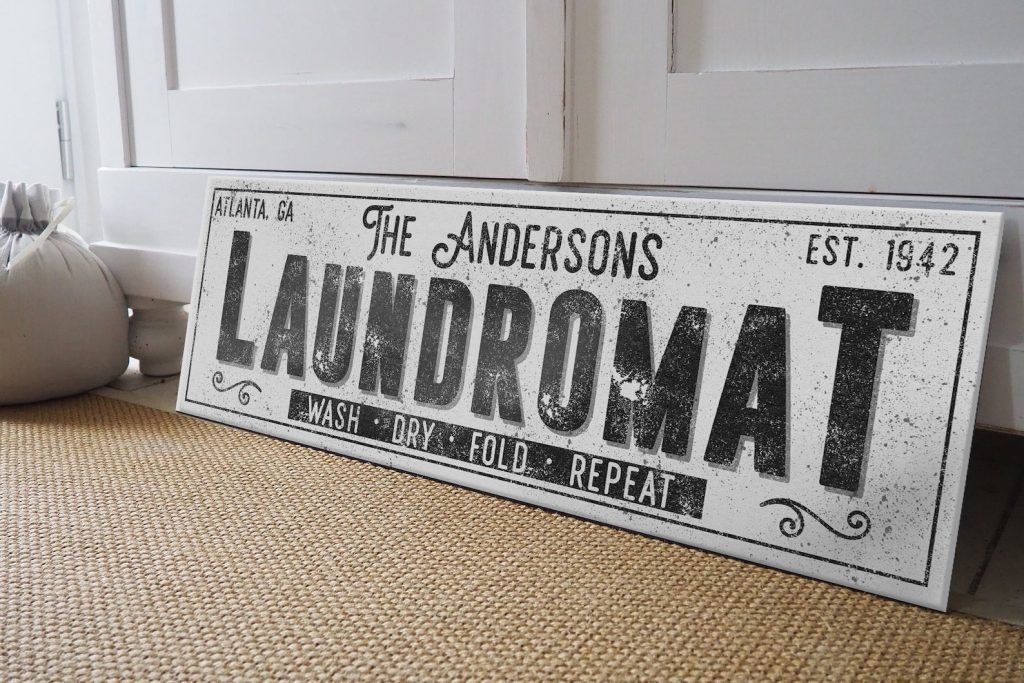 ATLANTA, GA
THE ANDERSONS
EST. 1942
LAUNDROMAT
WASH · DRY · FOLD · REPEAT